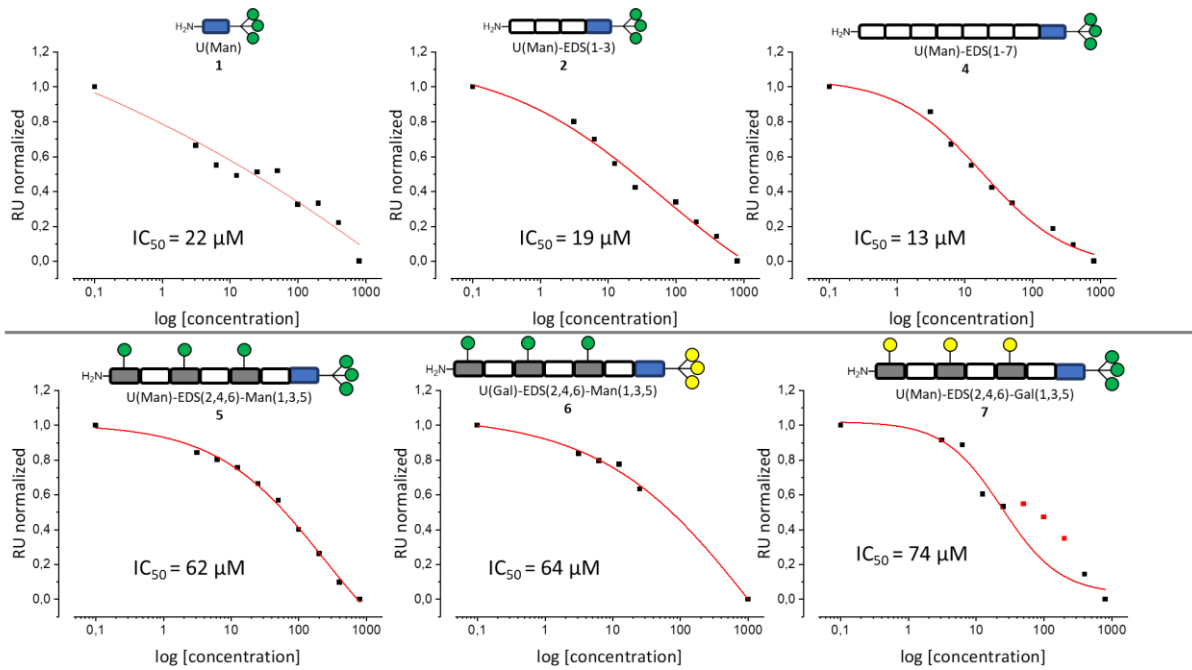 H₂N-
U(Man)
1
1,2
1,0
0,8
0,6
0,4
0,2
0,0
RU normalized
IC₅₀ = 22 µM
0,1 1 10 100 1000
log [concentration]
H₂N-
U(Man)-EDS(1-3)
2
1,2
1,0
0,8
0,6
0,4
0,2
0,0
RU normalized
IC₅₀ = 19 µM
0,1 1 10 100 1000
log [concentration]
H₂N-
U(Man)-EDS(1-7)
4
1,2
1,0
0,8
0,6
0,4
0,2
0,0
RU normalized
IC₅₀ = 13 µM
0,1 1 10 100 1000
log [concentration]
H₂N-
U(Man)-EDS(2,4,6)-Man(1,3,5)
5
1,2
1,0
0,8
0,6
0,4
0,2
0,0
RU normalized
IC₅₀ = 62 µM
0,1 1 10 100 1000
log [concentration]
H₂N-
U(Gal)-EDS(2,4,6)-Man(1,3,5)
6
1,2
1,0
0,8
0,6
0,4
0,2
0,0
RU normalized
IC₅₀ = 64 µM
0,1 1 10 100 1000
log [concentration]
H₂N-
U(Man)-EDS(2,4,6)-Gal(1,3,5)
7
1,2
1,0
0,8
0,6
0,4
0,2
0,0
RU normalized
IC₅₀ = 74 µM
0,1 1 10 100 1000
log [concentration]